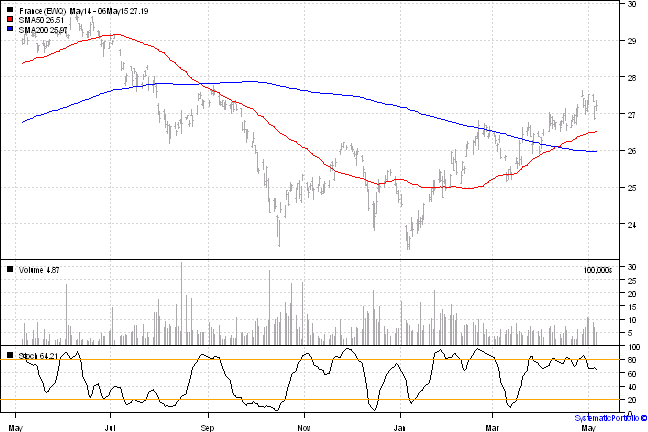 France (EWQ) May14 - 06May15 27.19
SMA50 26.51
SMA200 25.97
30
29
28
27
26
25
24
Volume 4.87
100,000s
30
25
20
15
10
5
Stoch 64.21
100
80
60
40
20
0
SystematicPortfolio ©
May Jul Sep Nov Jan Mar May